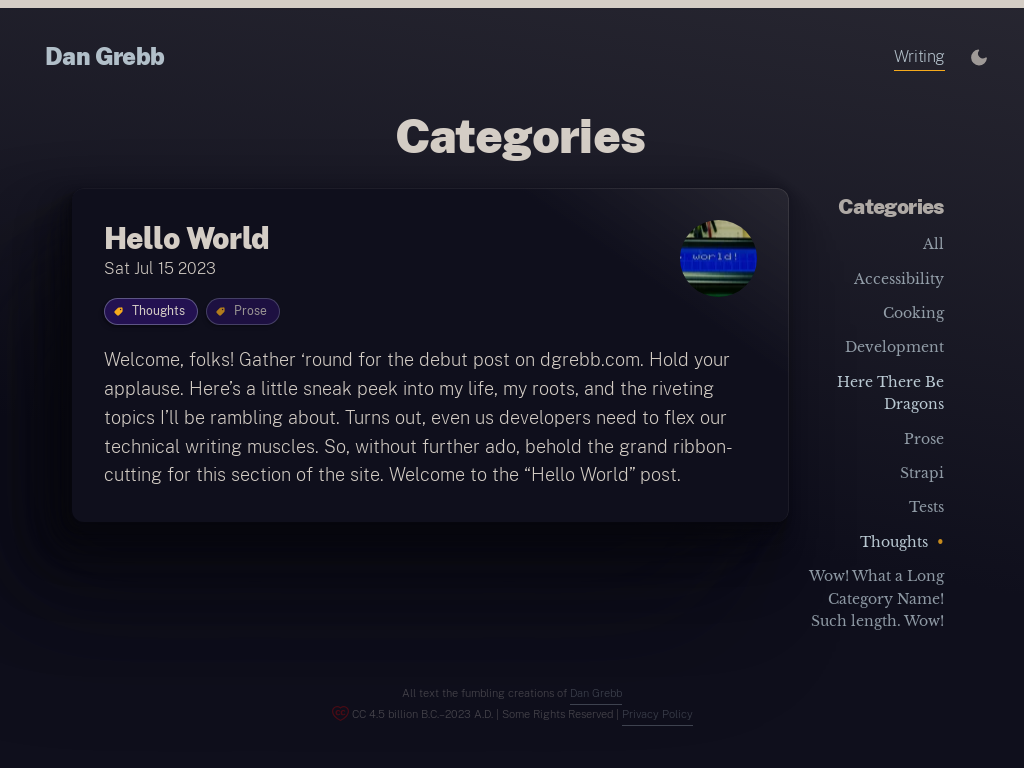 Dan Grebb
Writing
Categories
Hello World
Sat Jul 15 2023
world!
Thoughts
Prose
Welcome, folks! Gather ‘round for the debut post on dgrebb.com. Hold your
applause. Here’s a little sneak peek into my life, my roots, and the riveting
topics I’ll be rambling about. Turns out, even us developers need to flex our
technical writing muscles. So, without further ado, behold the grand ribbon-
cutting for this section of the site. Welcome to the “Hello World” post.
Categories
All
Accessibility
Cooking
Development
Here There Be
Dragons
Prose
Strapi
Tests
Thoughts •
Wow! What a Long
Category Name!
Such length. Wow!
All text the fumbling creations of Dan Grebb
CC 4.5 billion B.C.–2023 A.D. | Some Rights Reserved | Privacy Policy